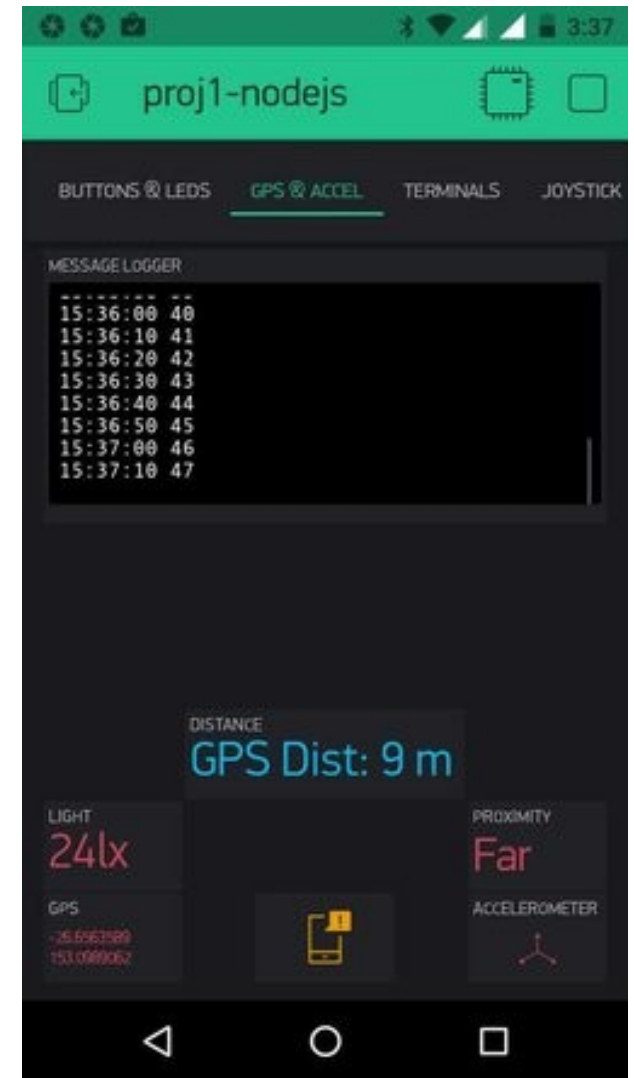 3:37
proj1-nodejs
BUTTONS & LEDS GPS & ACCEL TERMINALS JOYSTICK
MESSAGE LOGGER
15:36:00 40
15:36:10 41
15:36:20 42
15:36:30 43
15:36:40 44
15:36:50 45
15:37:00 46
15:37:10 47
DISTANCE
GPS Dist: 9 m
LIGHT
24lx
PROXIMITY
Far
GPS
-26.6563589
153.0989062
ACCELEROMETER